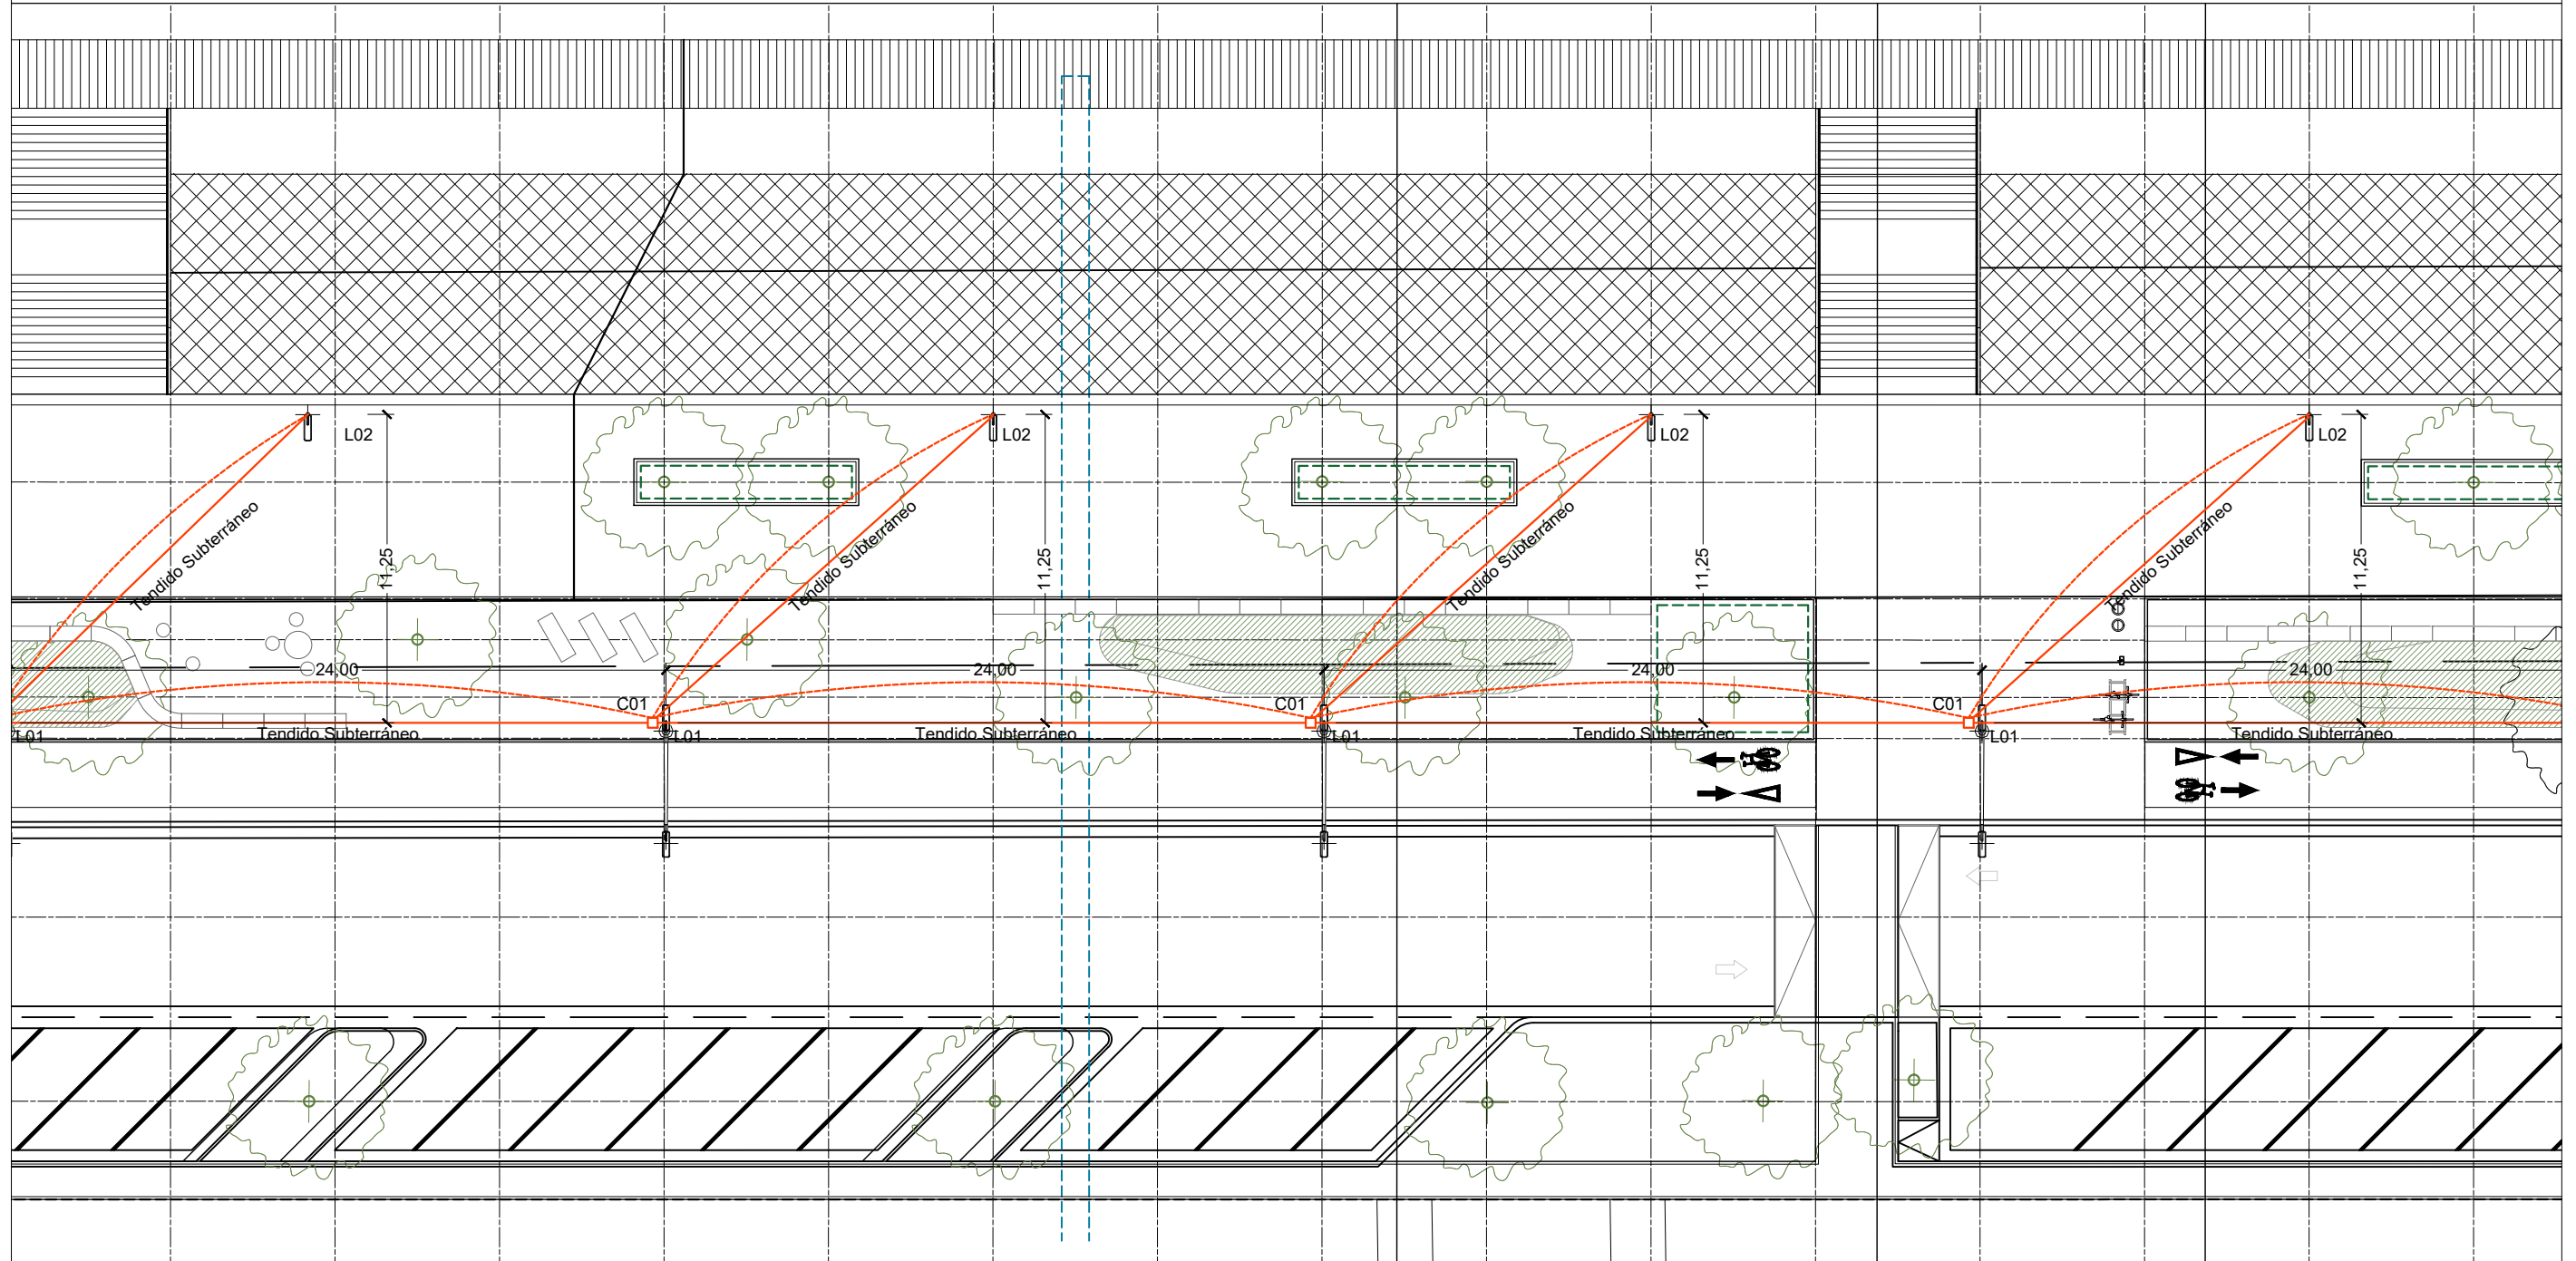 L02
L02
L02
L02
Tendido Subterráneo
11,25
Tendido Subterráneo
11,25
Tendido Subterráneo
11,25
Tendido Subterráneo
11,25
24,00
24,00
24,00
24,00
C01
C01
C01
L01
Tendido Subterráneo
L01
Tendido Subterráneo
L01
Tendido Subterráneo
L01
Tendido Subterráneo